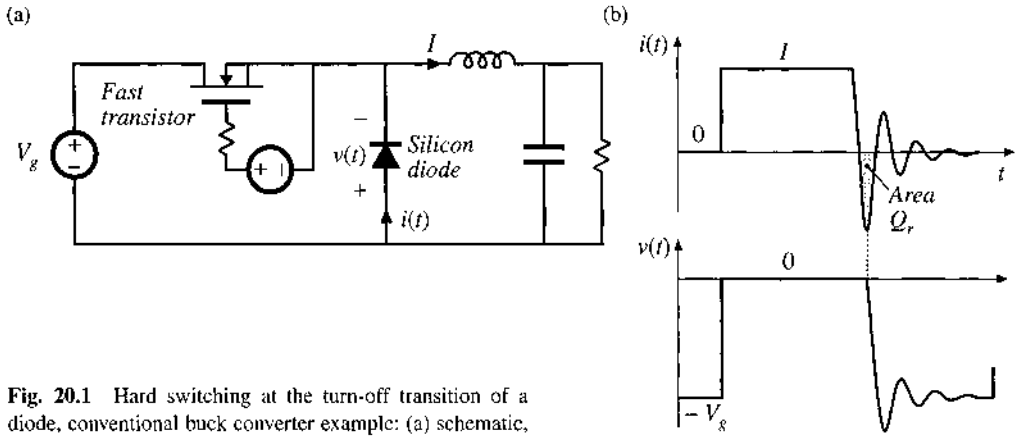 (a)
I
Fast
transistor
V_g
+
−
+
−
v(t)
+
Silicon
diode
i(t)
(b)
i(t)
I
0
t
Area
Q_r
v(t)
0
− V_g
Fig. 20.1 Hard switching at the turn-off transition of a
diode, conventional buck converter example: (a) schematic,